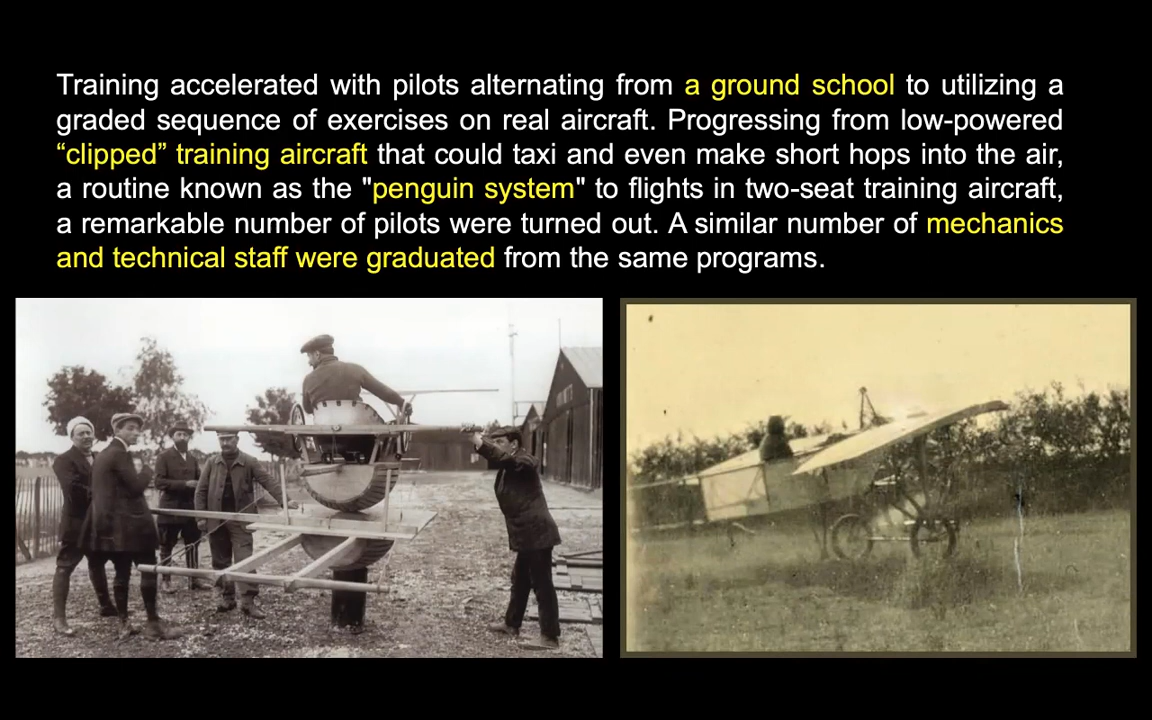 Training accelerated with pilots alternating from a ground school to utilizing a
graded sequence of exercises on real aircraft. Progressing from low-powered
“clipped” training aircraft that could taxi and even make short hops into the air,
a routine known as the "penguin system" to flights in two-seat training aircraft,
a remarkable number of pilots were turned out. A similar number of mechanics
and technical staff were graduated from the same programs.